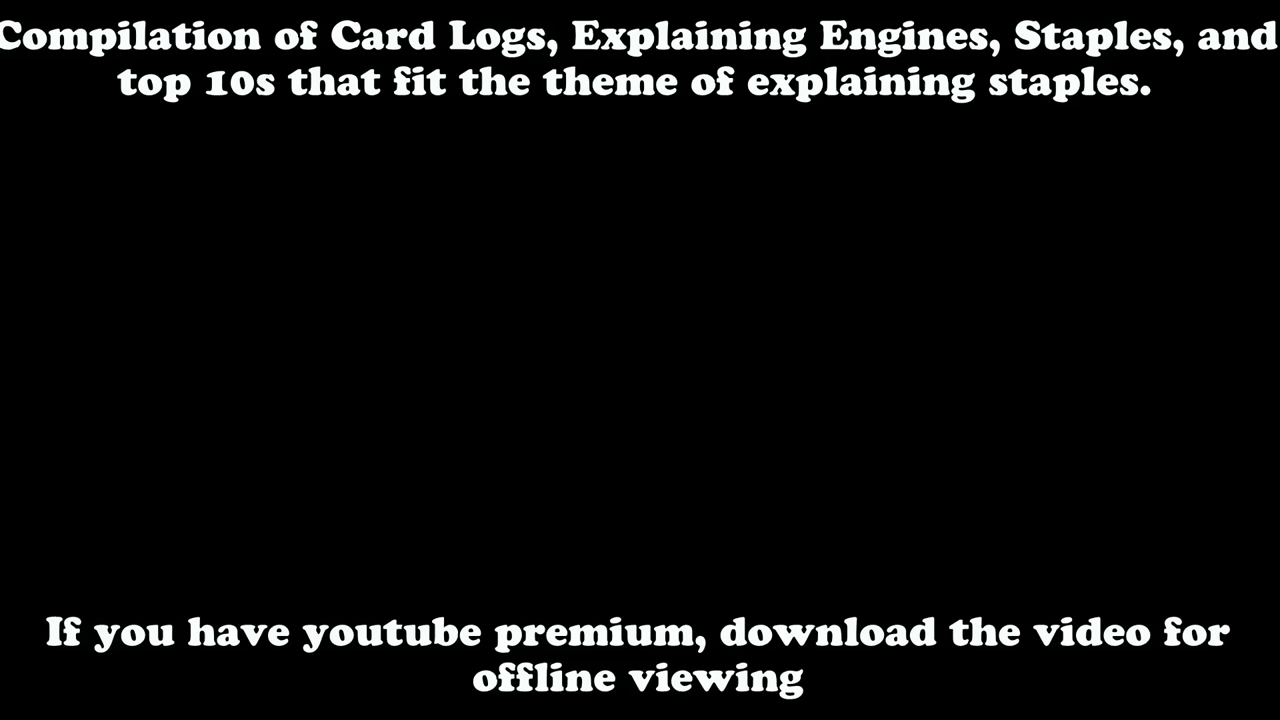 Compilation of Card Logs, Explaining Engines, Staples, and
top 10s that fit the theme of explaining staples.
If you have youtube premium, download the video for
offline viewing